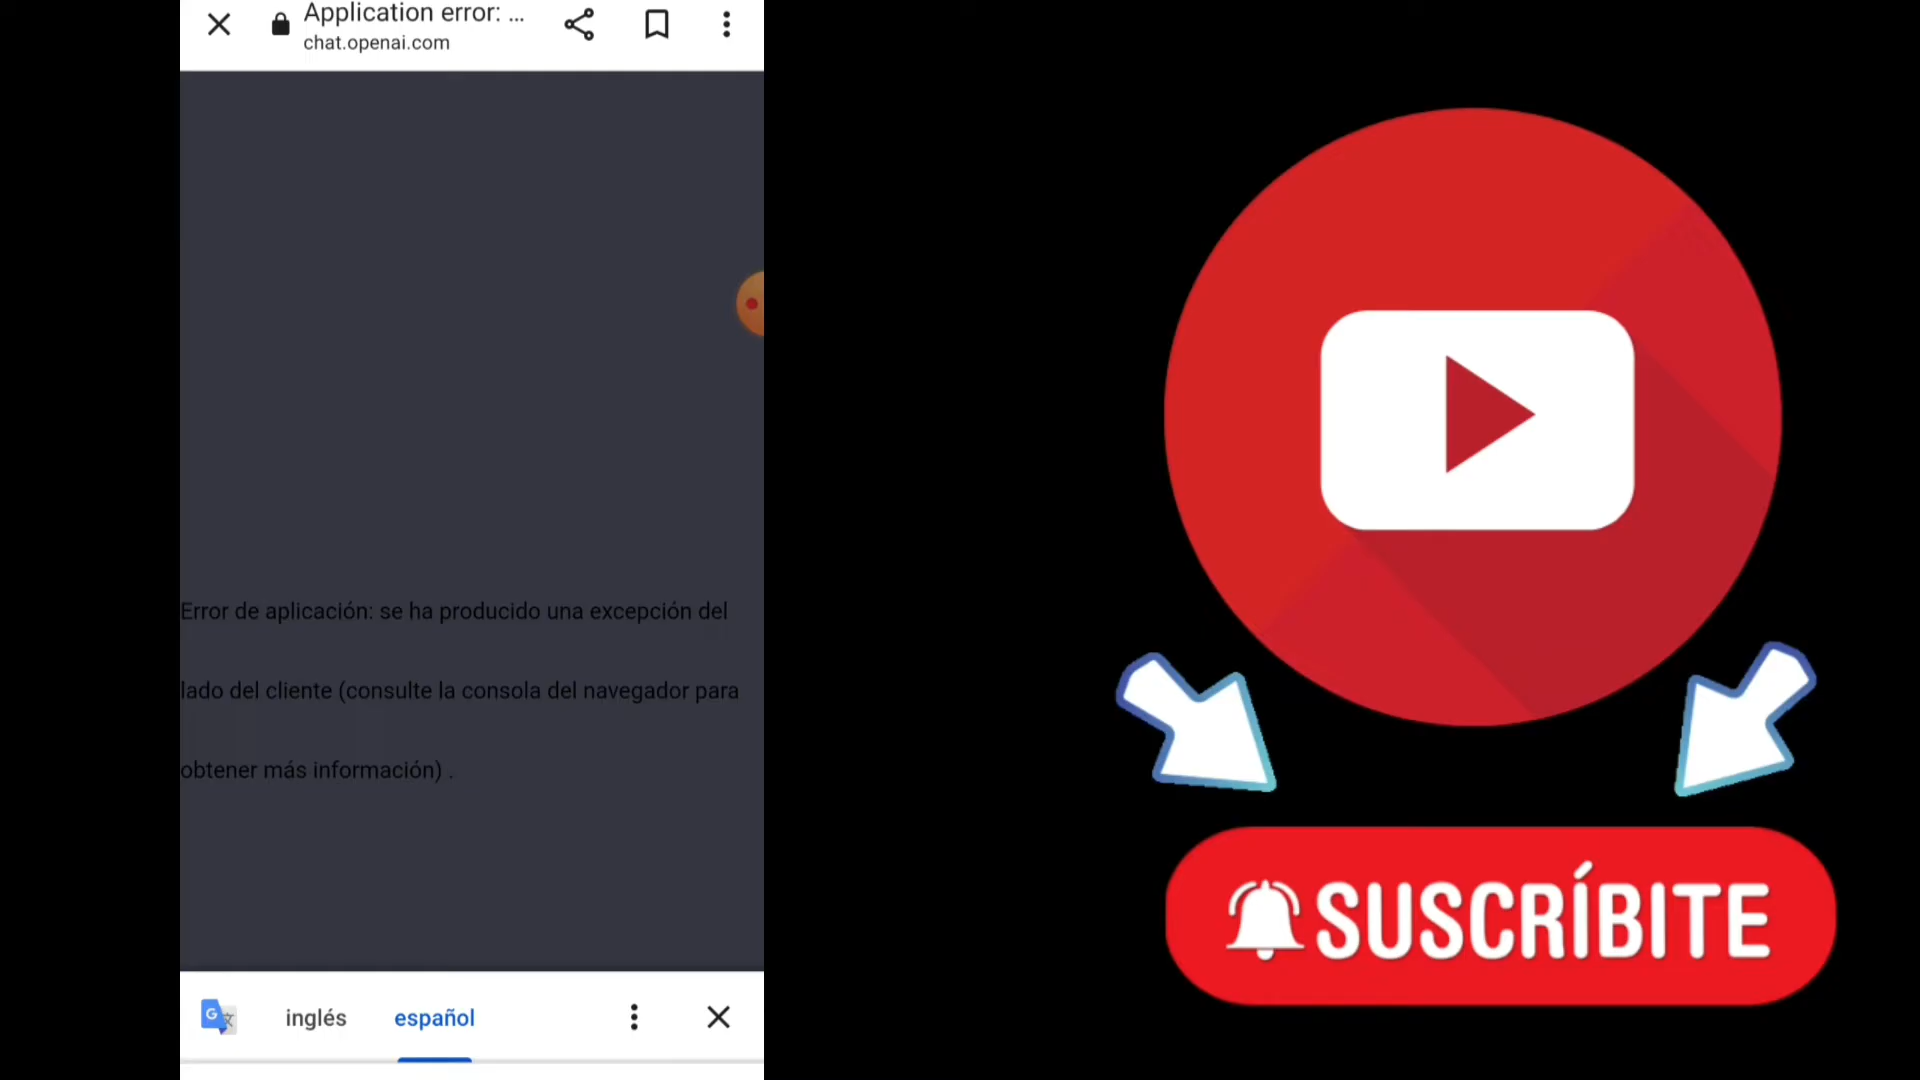 Application error: ...
chat.openai.com
Error de aplicación: se ha producido una excepción del
lado del cliente (consulte la consola del navegador para
obtener más información) .
G 文
inglés
español
SUSCRÍBITE